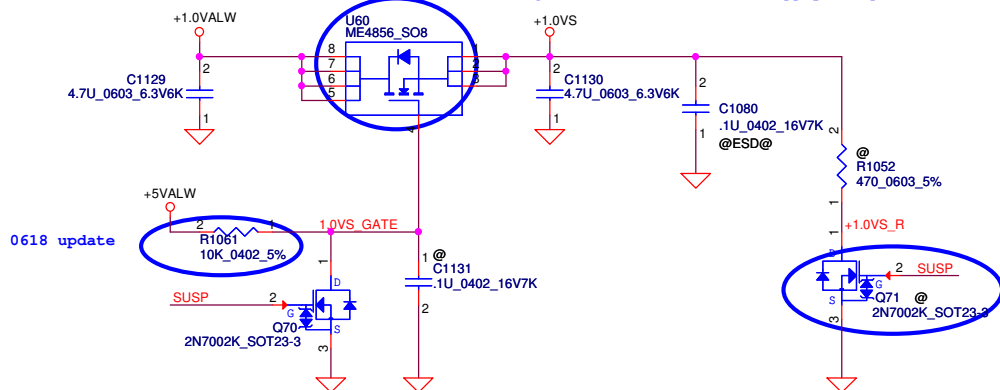 +1.0VALW
U60
ME4856_SO8
+1.0VS
8
7
6
5
1
2
3
4
2
C1129
4.7U_0603_6.3V6K
1
2
C1130
4.7U_0603_6.3V6K
1
2
C1080
.1U_0402_16V7K
1
@ESD@
2
@
R1052
470_0603_5%
1
+5VALW
0618 update
2
1
R1061
10K_0402_5%
1.0VS_GATE
+1.0VS_R
1
@
C1131
.1U_0402_16V7K
2
1
D
SUSP
2
G
S
Q70
2N7002K_SOT23-3
3
1
D
2
SUSP
G
S
Q71
@
2N7002K_SOT23-3
3